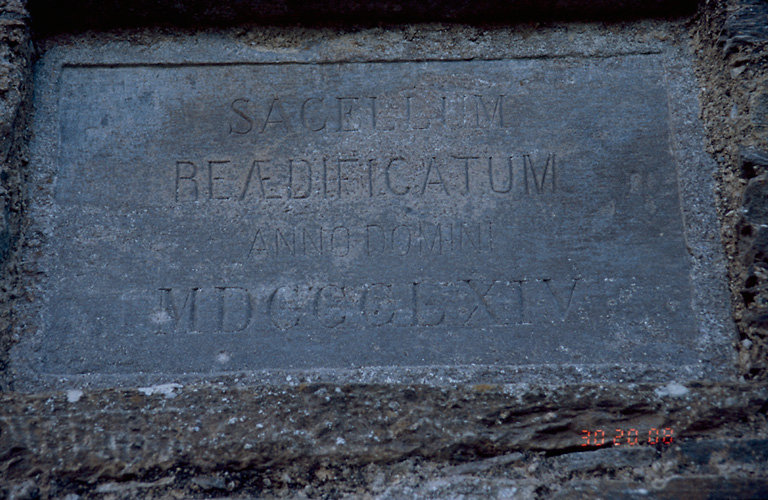 SACELLUM
REÆDIFICATUM
ANNO DOMINI
MDCCCLXIV
30 20 00